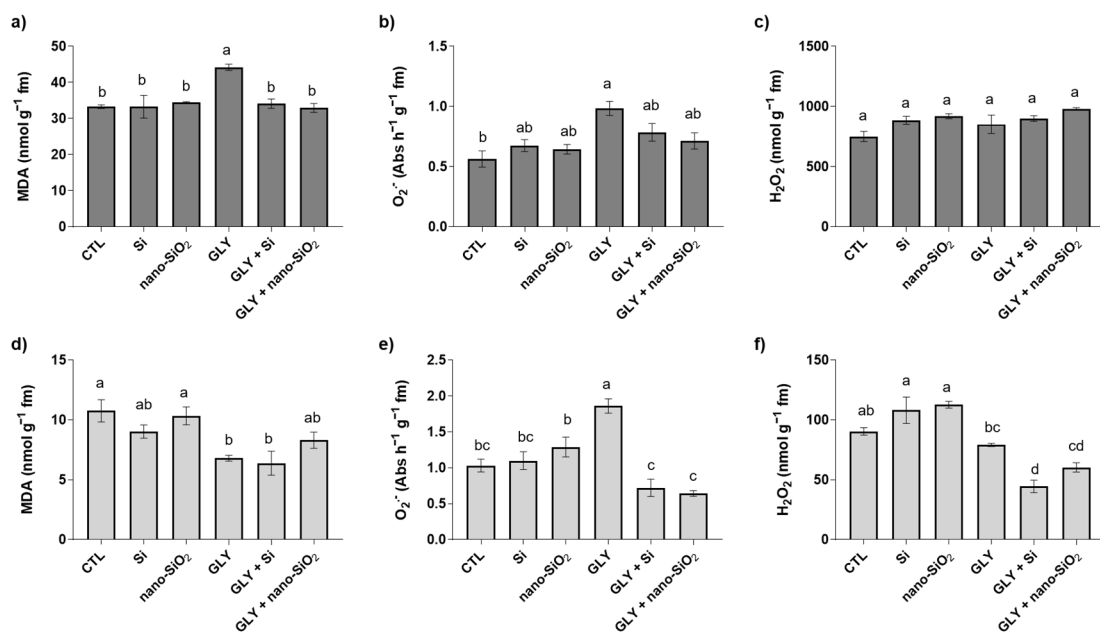 a)
MDA (nmol g⁻¹ fm)
50
40
30
20
10
0
b
b
b
a
b
b
CTL
Si
nano-SiO₂
GLY
GLY + Si
GLY + nano-SiO₂
b)
O₂·⁻ (Abs h⁻¹ g⁻¹ fm)
1.5
1.0
0.5
0.0
b
ab
ab
a
ab
ab
CTL
Si
nano-SiO₂
GLY
GLY + Si
GLY + nano-SiO₂
c)
H₂O₂ (nmol g⁻¹ fm)
1500
1000
500
0
a
a
a
a
a
a
CTL
Si
nano-SiO₂
GLY
GLY + Si
GLY + nano-SiO₂
d)
MDA (nmol g⁻¹ fm)
15
10
5
0
a
ab
a
b
b
ab
CTL
Si
nano-SiO₂
GLY
GLY + Si
GLY + nano-SiO₂
e)
O₂·⁻ (Abs h⁻¹ g⁻¹ fm)
2.5
2.0
1.5
1.0
0.5
0.0
bc
bc
b
a
c
c
CTL
Si
nano-SiO₂
GLY
GLY + Si
GLY + nano-SiO₂
f)
H₂O₂ (nmol g⁻¹ fm)
150
100
50
0
ab
a
a
bc
d
cd
CTL
Si
nano-SiO₂
GLY
GLY + Si
GLY + nano-SiO₂